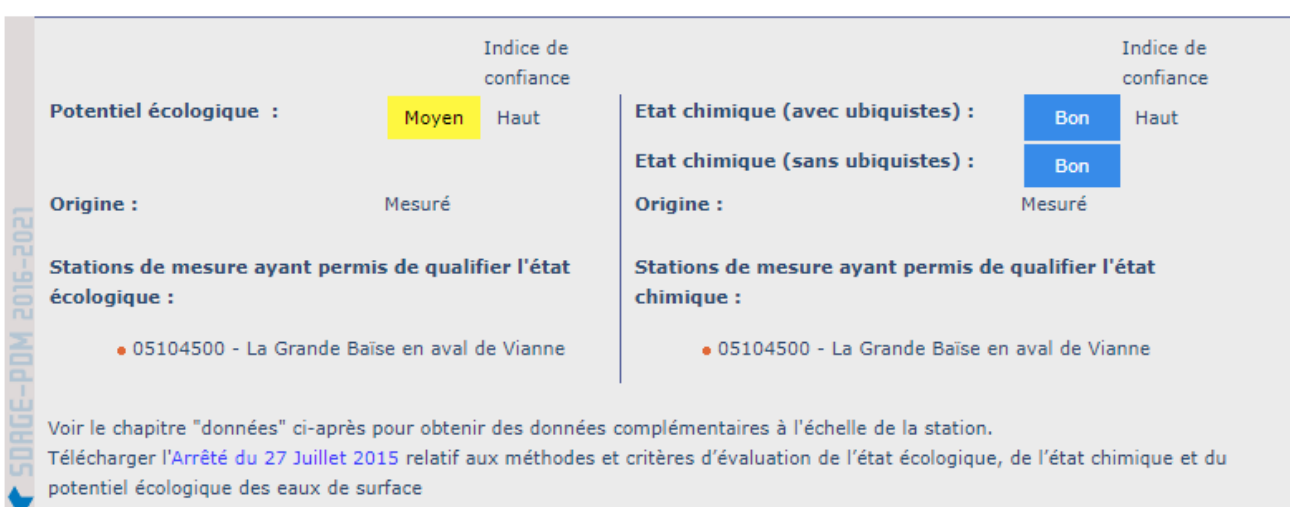 Indice de
confiance
Potentiel écologique :
Moyen
Haut
Origine :
Mesuré
Stations de mesure ayant permis de qualifier l'état
écologique :
05104500 - La Grande Baïse en aval de Vianne
Indice de
confiance
Etat chimique (avec ubiquistes) :
Bon
Haut
Etat chimique (sans ubiquistes) :
Bon
Origine :
Mesuré
Stations de mesure ayant permis de qualifier l'état
chimique :
05104500 - La Grande Baïse en aval de Vianne
Voir le chapitre "données" ci-après pour obtenir des données complémentaires à l'échelle de la station.
Télécharger l'Arrêté du 27 Juillet 2015 relatif aux méthodes et critères d'évaluation de l'état écologique, de l'état chimique et du
potentiel écologique des eaux de surface
SDAGE-PDM 2016-2021